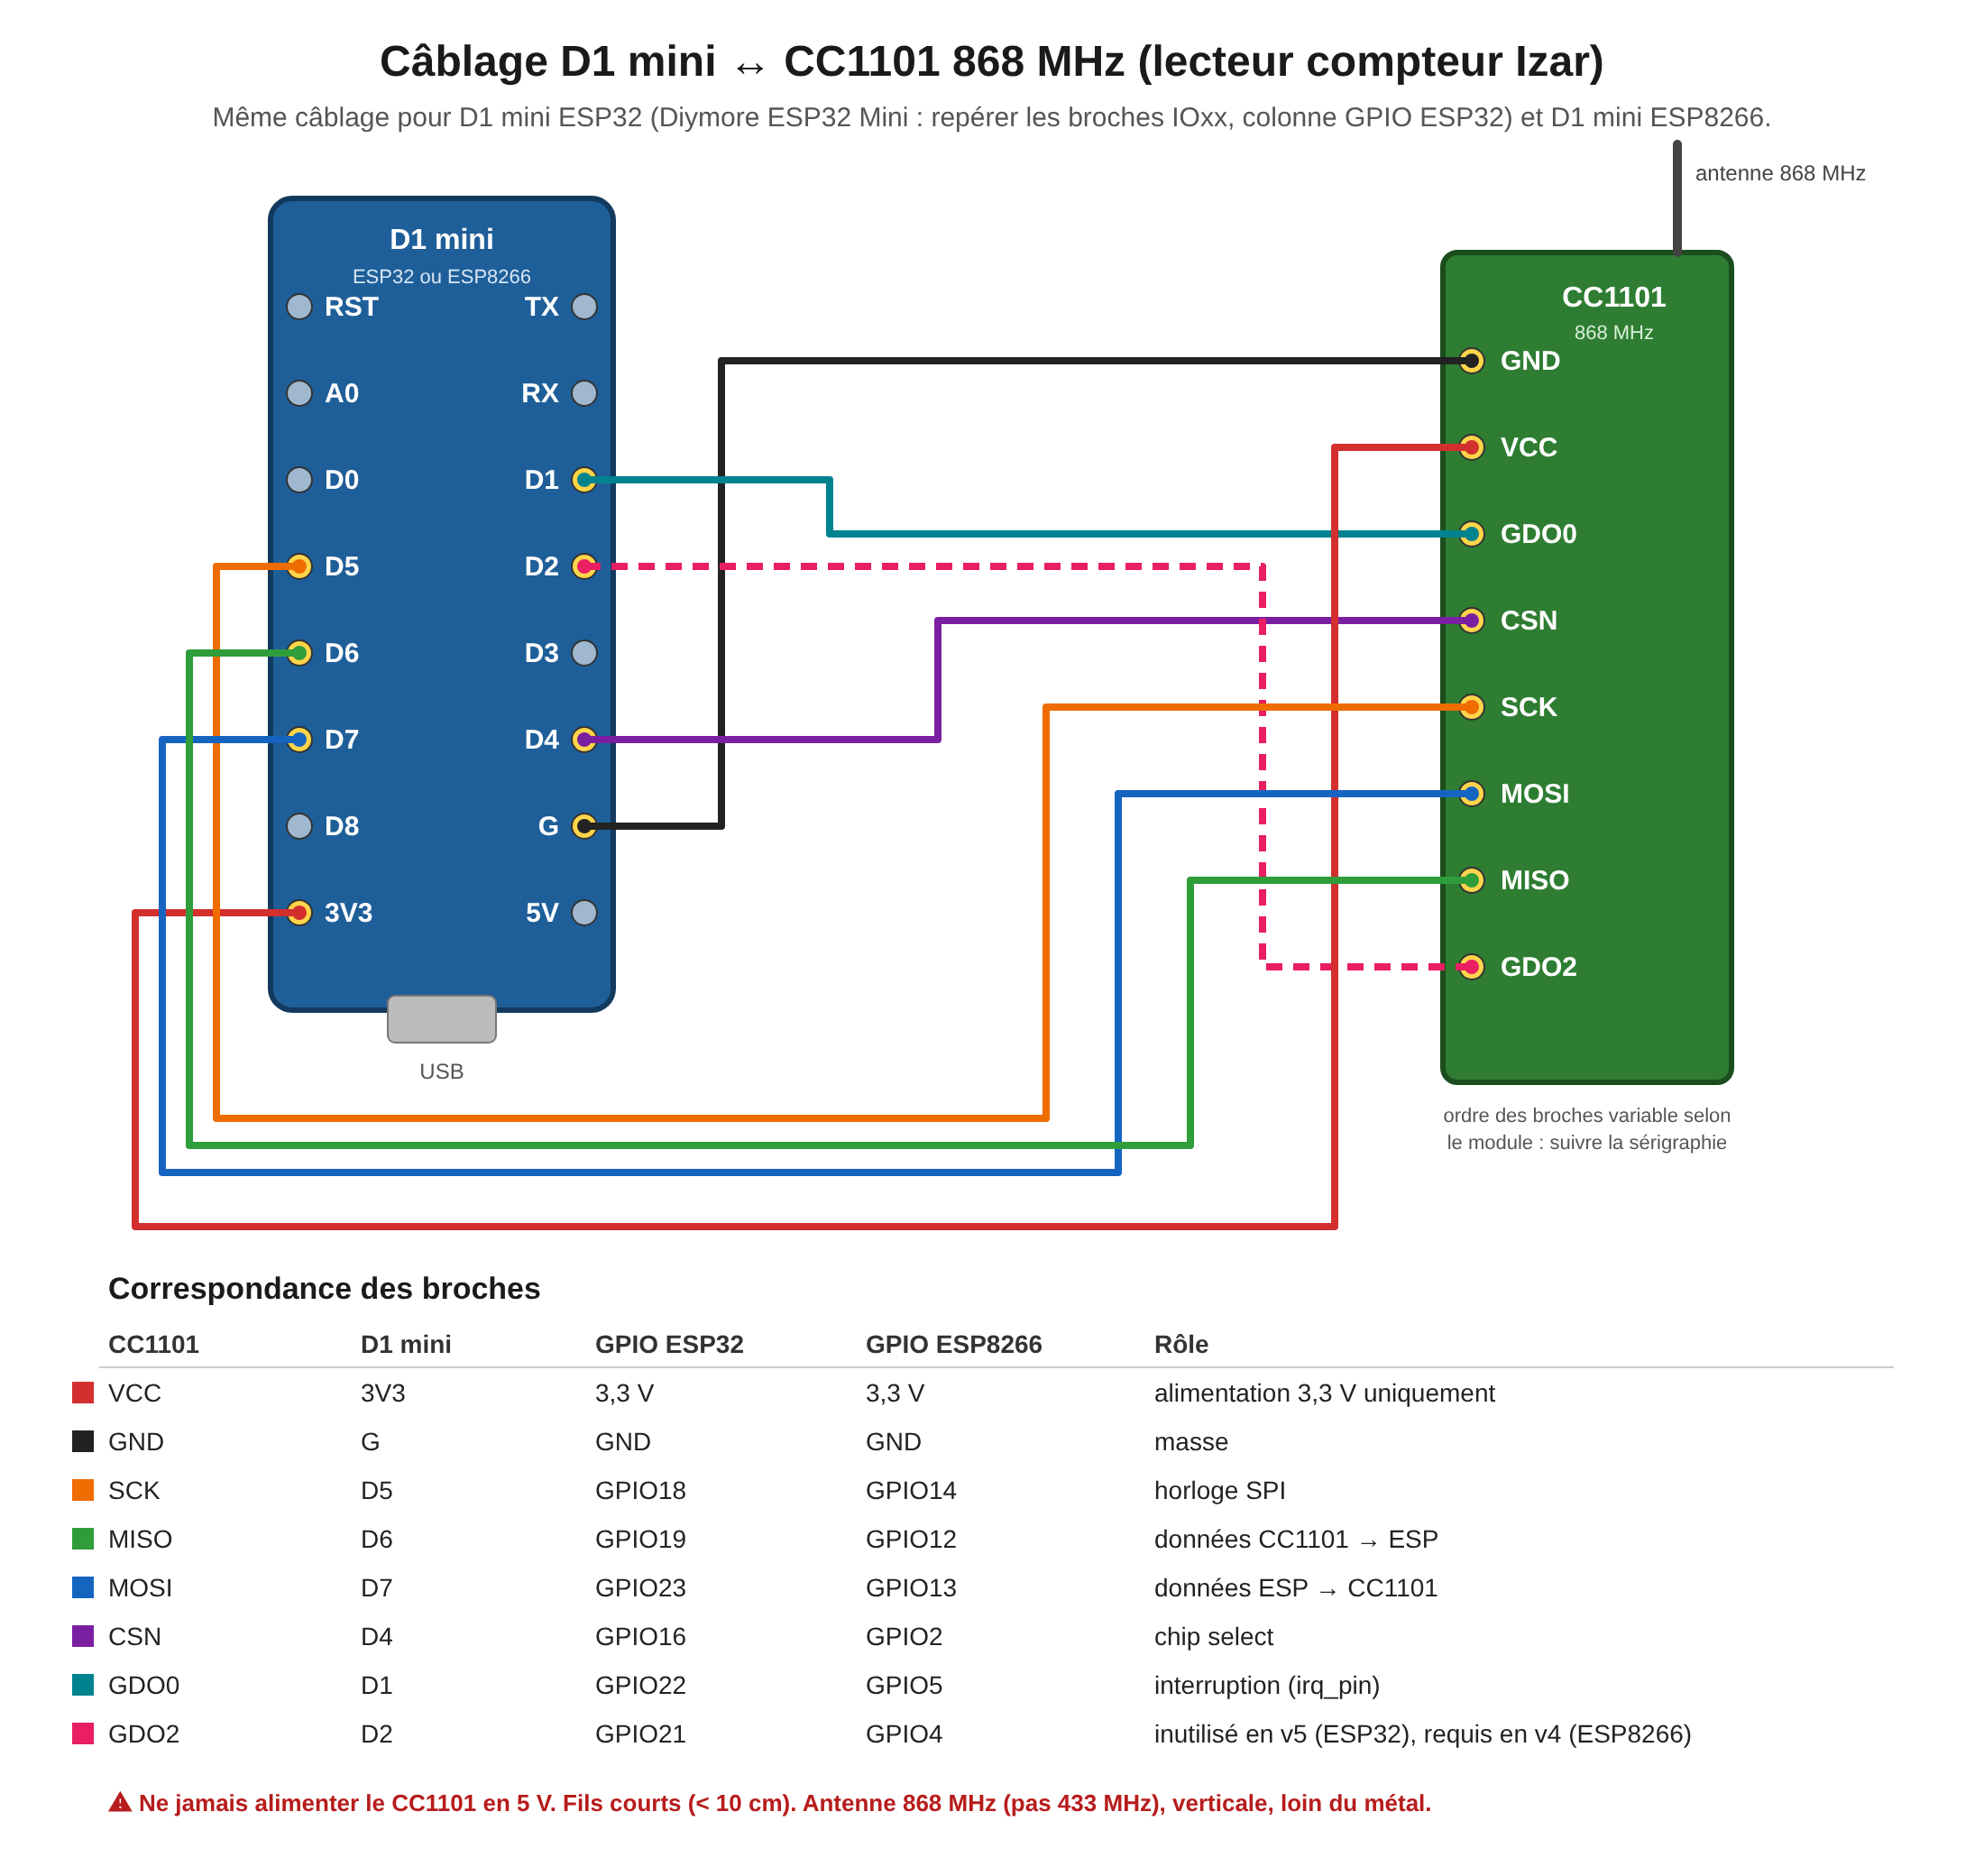 Câblage D1 mini ↔ CC1101 868 MHz (lecteur compteur Izar)
Même câblage pour D1 mini ESP32 (Diymore ESP32 Mini : repérer les broches IOxx, colonne GPIO ESP32) et D1 mini ESP8266.
antenne 868 MHz
D1 mini
ESP32 ou ESP8266
RST TX
A0 RX
D0 D1
D5 D2
D6 D3
D7 D4
D8 G
3V3 5V
USB
CC1101
868 MHz
GND
VCC
GDO0
CSN
SCK
MOSI
MISO
GDO2
ordre des broches variable selon
le module : suivre la sérigraphie
Correspondance des broches
CC1101 D1 mini GPIO ESP32 GPIO ESP8266 Rôle
VCC 3V3 3,3 V 3,3 V alimentation 3,3 V uniquement
GND G GND GND masse
SCK D5 GPIO18 GPIO14 horloge SPI
MISO D6 GPIO19 GPIO12 données CC1101 → ESP
MOSI D7 GPIO23 GPIO13 données ESP → CC1101
CSN D4 GPIO16 GPIO2 chip select
GDO0 D1 GPIO22 GPIO5 interruption (irq_pin)
GDO2 D2 GPIO21 GPIO4 inutilisé en v5 (ESP32), requis en v4 (ESP8266)
⚠ Ne jamais alimenter le CC1101 en 5 V. Fils courts (< 10 cm). Antenne 868 MHz (pas 433 MHz), verticale, loin du métal.